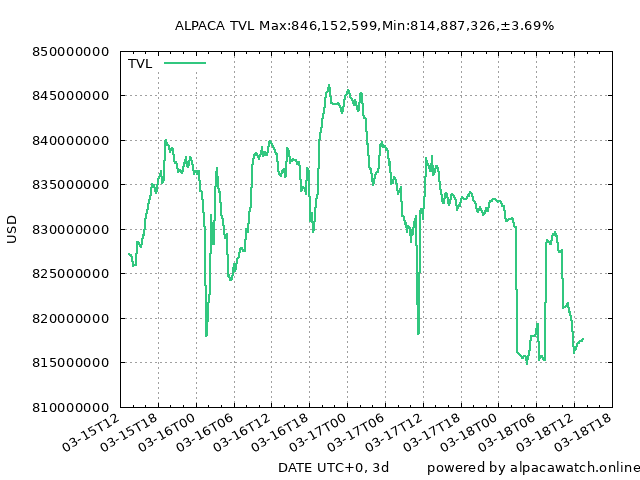 ALPACA TVL Max:846,152,599,Min:814,887,326,±3.69%
850000000
TVL
845000000
840000000
835000000
USD
830000000
825000000
820000000
815000000
810000000
03-15T12
03-15T18
03-16T00
03-16T06
03-16T12
03-16T18
03-17T00
03-17T06
03-17T12
03-17T18
03-18T00
03-18T06
03-18T12
03-18T18
DATE UTC+0, 3d
powered by alpacawatch.online